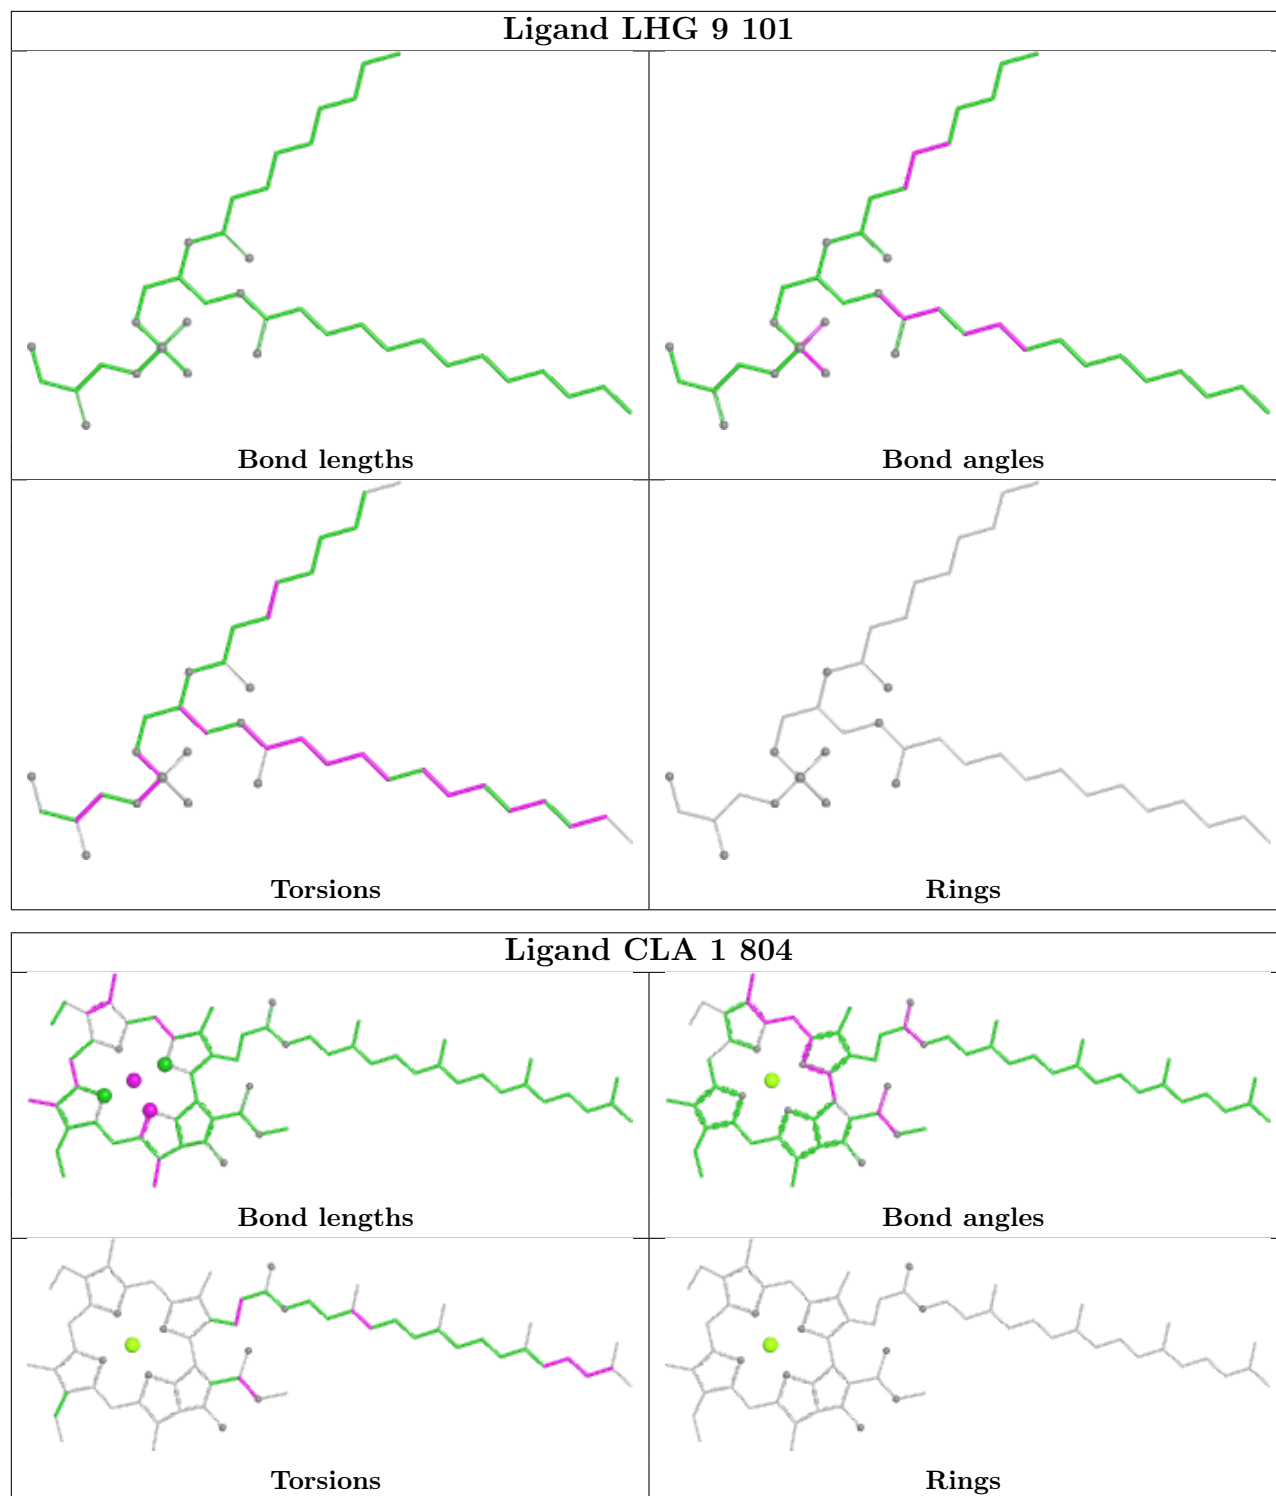 Ligand LHG 9 101
Bond lengths
Bond angles
Torsions
Rings
Ligand CLA 1 804
Bond lengths
Bond angles
Torsions
Rings